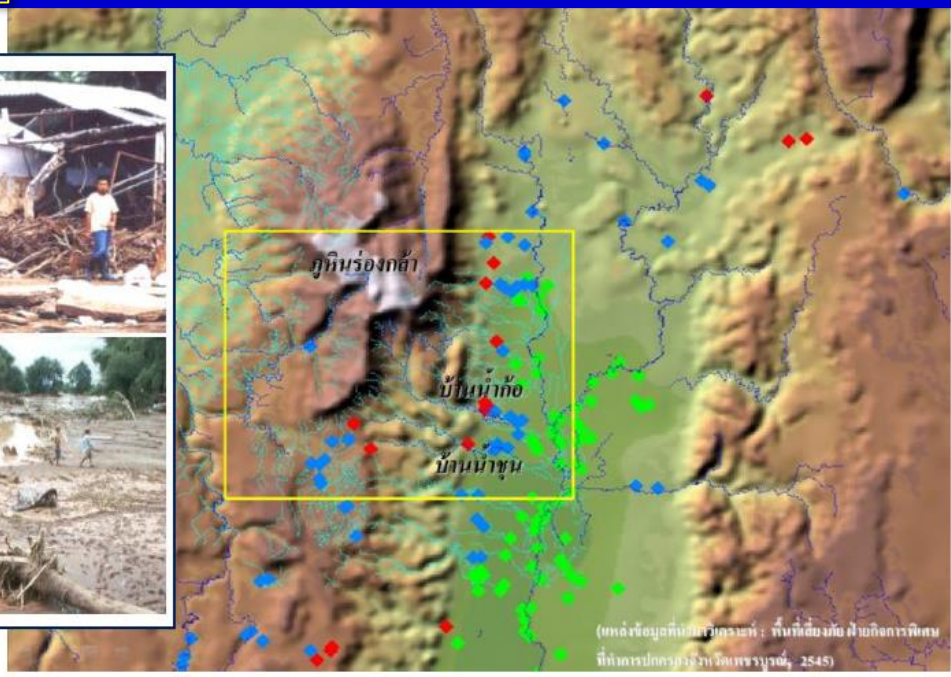 ภูหินร่องกล้า
บ้านน้ำก้อ
บ้านน้ำชุน
(แหล่งข้อมูลที่นำมาวิเคราะห์ : พื้นที่เสี่ยงภัย ฝ่ายกิจการพิเศษ
ที่ทำการปกครองจังหวัดเพชรบูรณ์, 2545)